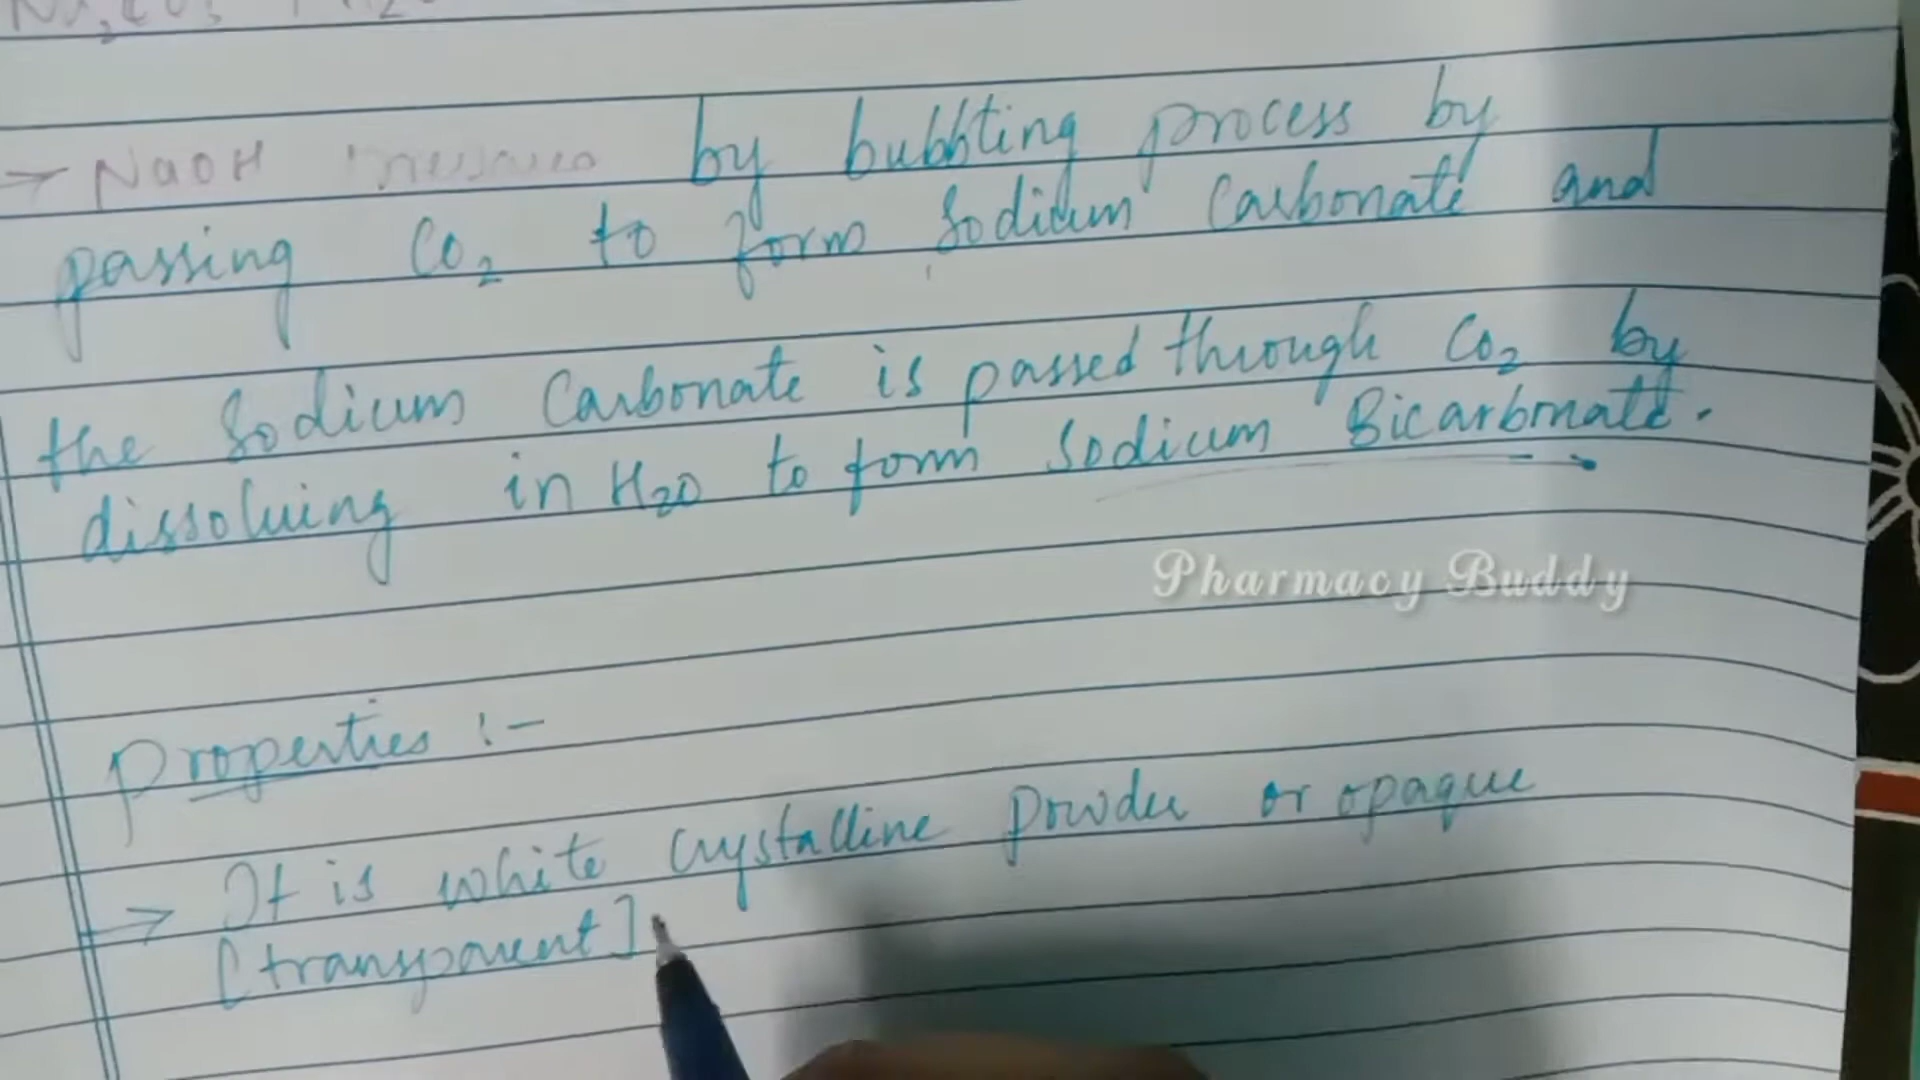 → NaOH by bubbting process by
passing Co₂ to form Sodium Carbonate and
the Sodium Carbonate is passed through Co₂ by
dissolving in H₂O to form Sodium Bicarbonate.
Pharmacy Buddy
Properties :-
→ It is white crystalline powder or opaque
[transparent]